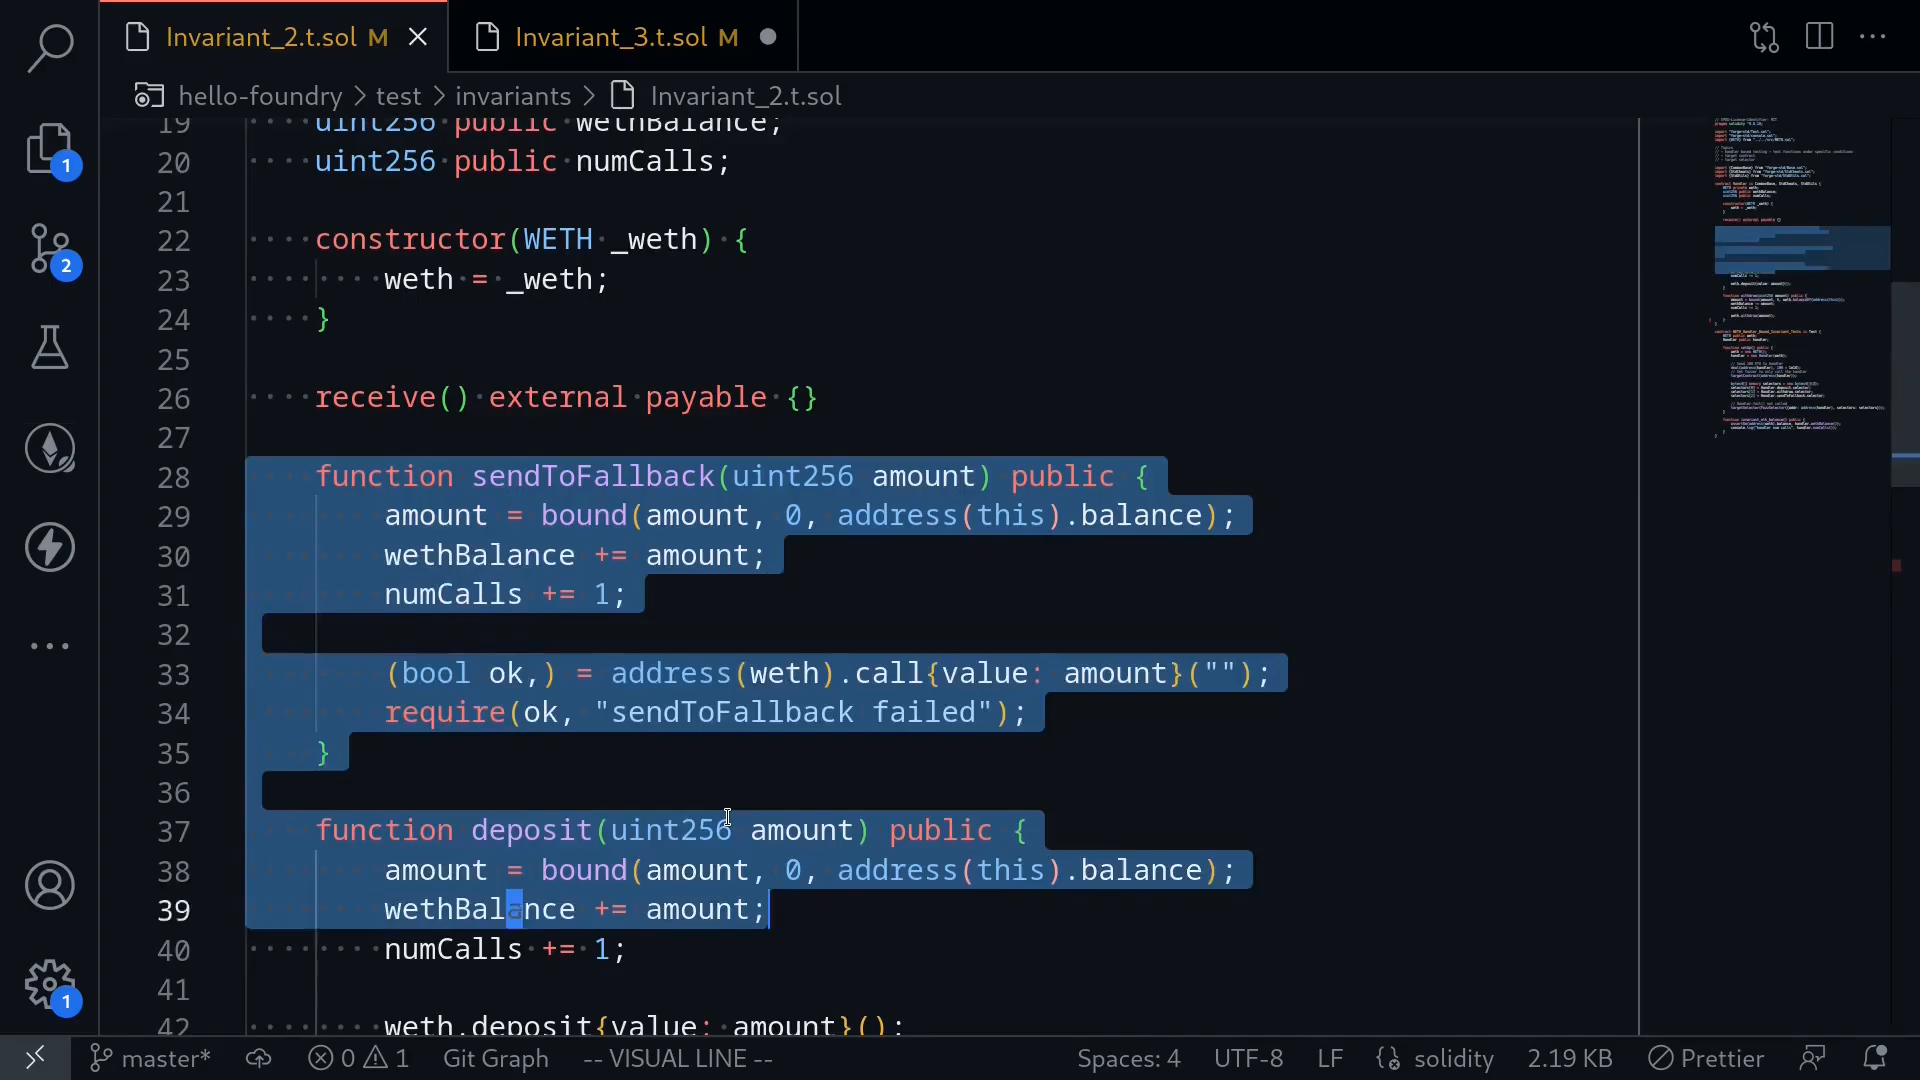 Invariant_2.t.sol M
Invariant_3.t.sol M
hello-foundry > test > invariants > Invariant_2.t.sol
19 uint256 public wethBalance;
20 uint256 public numCalls;
21
22 constructor(WETH _weth) {
23 weth = _weth;
24 }
25
26 receive() external payable {}
27
28 function sendToFallback(uint256 amount) public {
29 amount = bound(amount, 0, address(this).balance);
30 wethBalance += amount;
31 numCalls += 1;
32
33 (bool ok,) = address(weth).call{value: amount}("");
34 require(ok, "sendToFallback failed");
35 }
36
37 function deposit(uint256 amount) public {
38 amount = bound(amount, 0, address(this).balance);
39 wethBalance += amount;
40 numCalls += 1;
41
42 weth.deposit{value: amount}();
1
2
1
master* 0 1 Git Graph -- VISUAL LINE -- Spaces: 4 UTF-8 LF solidity 2.19 KB Prettier